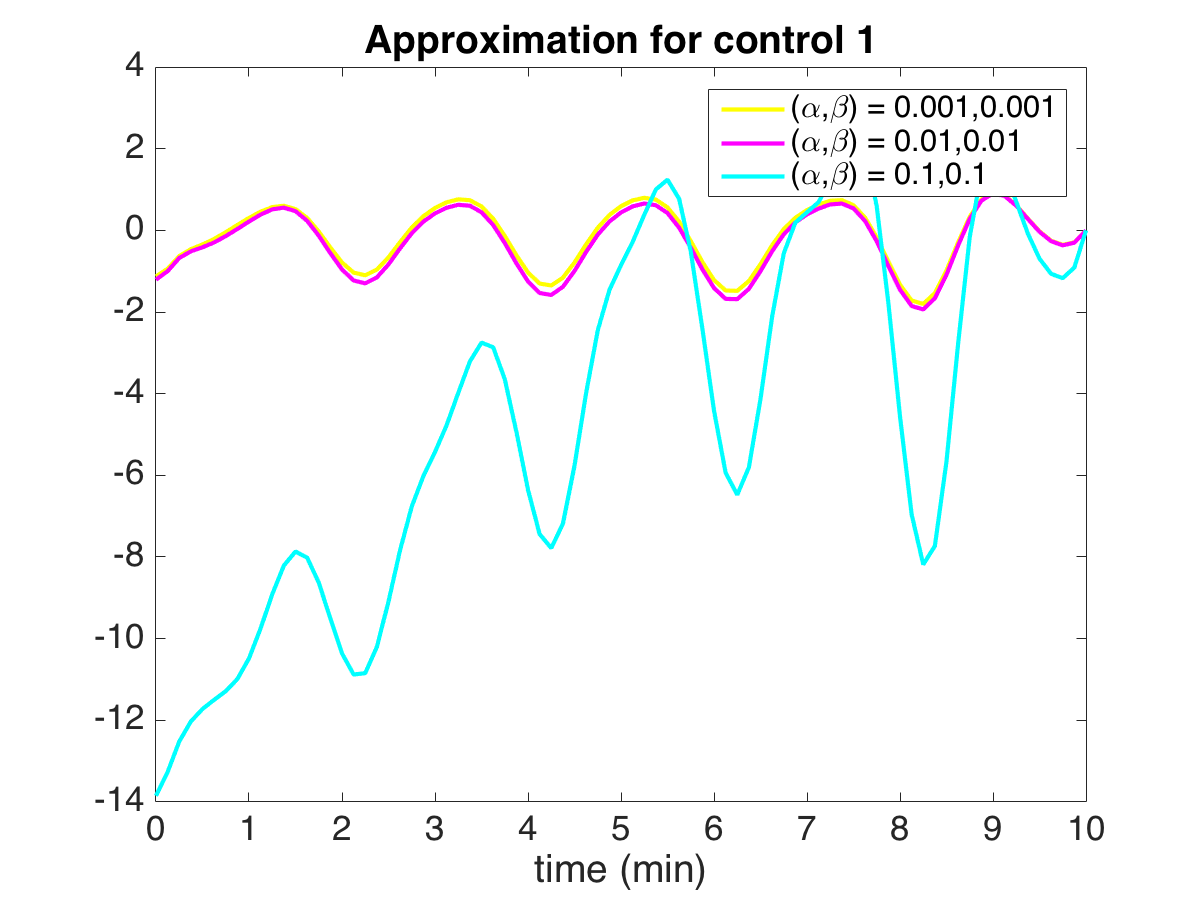 Approximation for control 1
4
2
0
-2
-4
-6
-8
-10
-12
-14
(α,β) = 0.001,0.001
(α,β) = 0.01,0.01
(α,β) = 0.1,0.1
0 1 2 3 4 5 6 7 8 9 10
time (min)